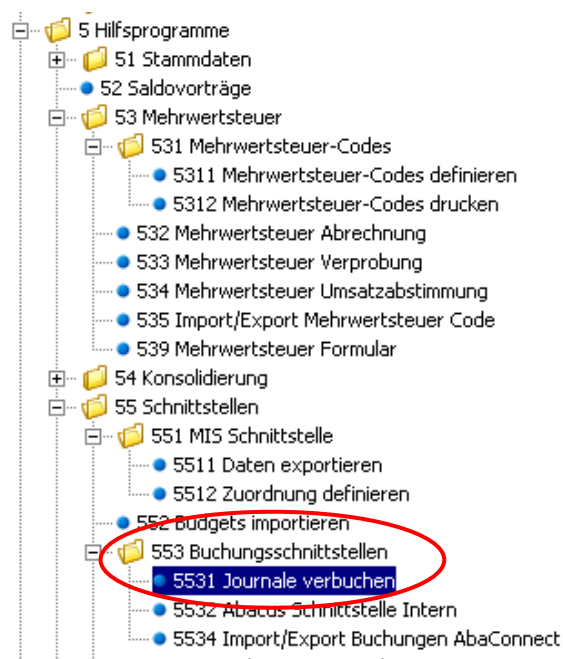 5 Hilfsprogramme
51 Stammdaten
52 Saldovorträge
53 Mehrwertsteuer
531 Mehrwertsteuer-Codes
5311 Mehrwertsteuer-Codes definieren
5312 Mehrwertsteuer-Codes drucken
532 Mehrwertsteuer Abrechnung
533 Mehrwertsteuer Verprobung
534 Mehrwertsteuer Umsatzabstimmung
535 Import/Export Mehrwertsteuer Code
539 Mehrwertsteuer Formular
54 Konsolidierung
55 Schnittstellen
551 MIS Schnittstelle
5511 Daten exportieren
5512 Zuordnung definieren
552 Budgets importieren
553 Buchungsschnittstellen
5531 Journale verbuchen
5532 Abacus Schnittstelle Intern
5534 Import/Export Buchungen AbaConnect